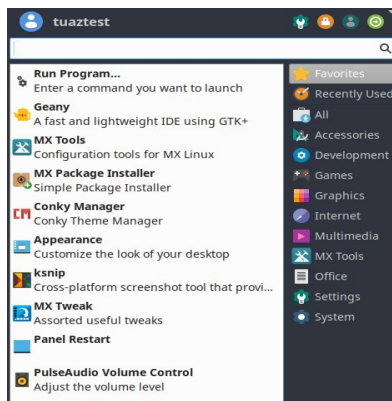 tuaztest
Run Program...
Enter a command you want to launch
Geany
A fast and lightweight IDE using GTK+
MX Tools
Configuration tools for MX Linux
MX Package Installer
Simple Package Installer
Conky Manager
Conky Theme Manager
Appearance
Customize the look of your desktop
ksnip
Cross-platform screenshot tool that provi...
MX Tweak
Assorted useful tweaks
Panel Restart
PulseAudio Volume Control
Adjust the volume level
Favorites
Recently Used
All
Accessories
Development
Games
Graphics
Internet
Multimedia
MX Tools
Office
Settings
System